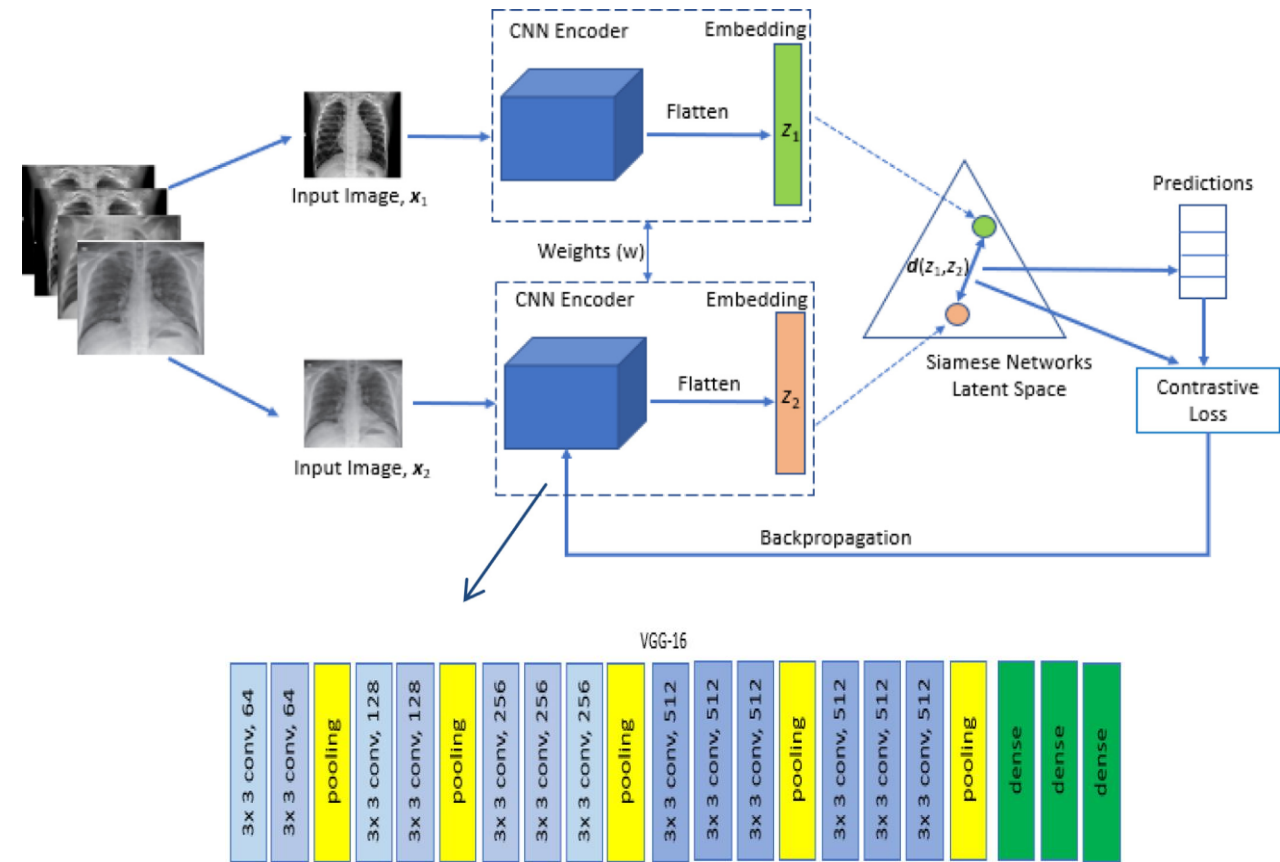 CNN Encoder
Embedding
Flatten
z1
Input Image, x1
Weights (w)
CNN Encoder
Embedding
Flatten
z2
Input Image, x2
d(z1,z2)
Siamese Networks
Latent Space
Predictions
Contrastive
Loss
Backpropagation
VGG-16
3x 3 conv, 64
3x 3 conv, 64
pooling
3x 3 conv, 128
3x 3 conv, 128
pooling
3x 3 conv, 256
3x 3 conv, 256
3x 3 conv, 256
pooling
3x 3 conv, 512
3x 3 conv, 512
3x 3 conv, 512
pooling
3x 3 conv, 512
3x 3 conv, 512
3x 3 conv, 512
pooling
dense
dense
dense